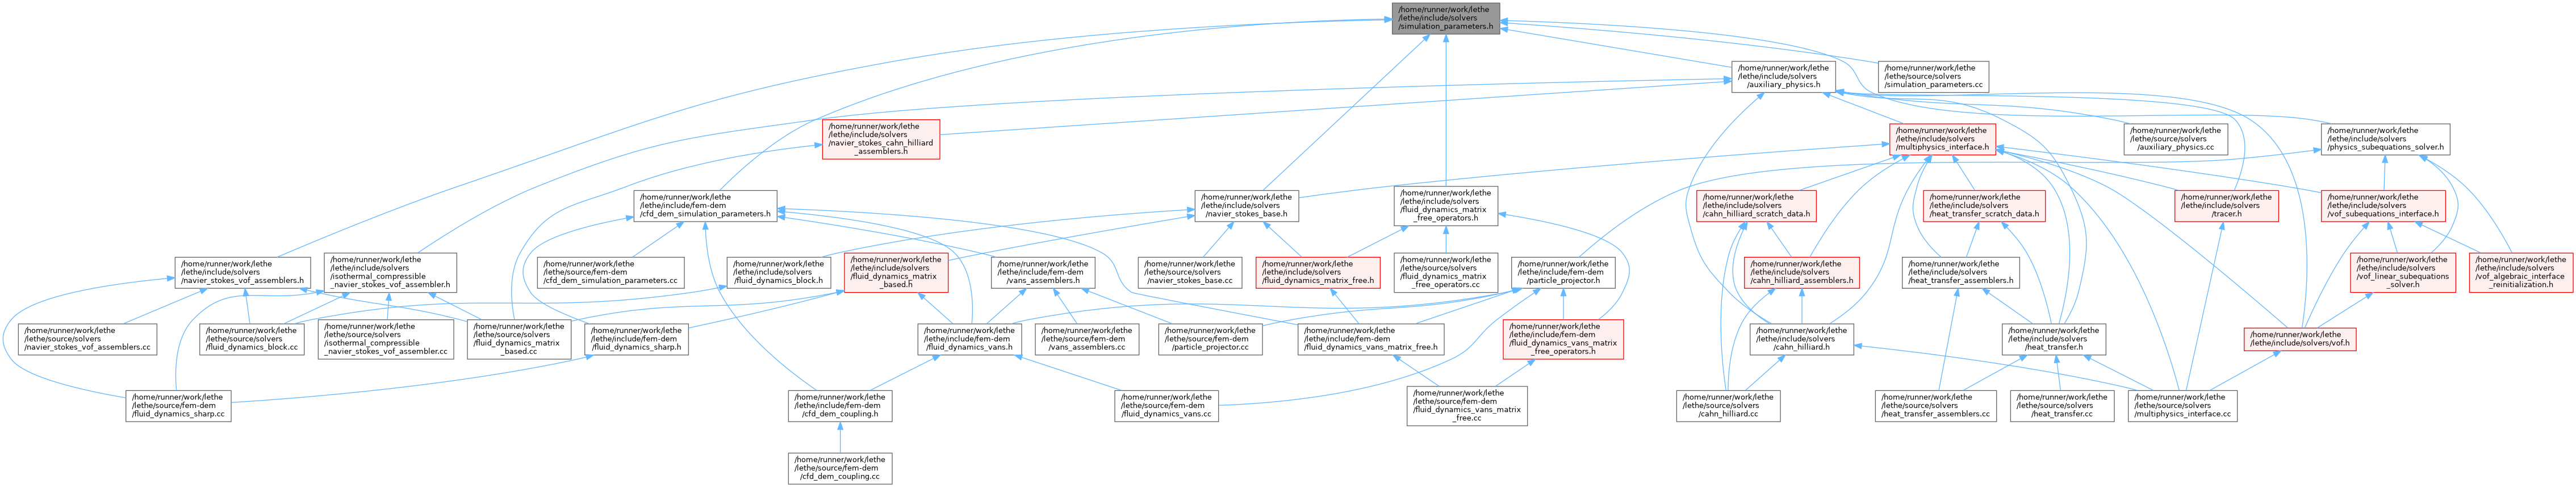 /home/runner/work/lethe
/lethe/include/solvers
/simulation_parameters.h
/home/runner/work/lethe
/lethe/include/solvers
/auxiliary_physics.h
/home/runner/work/lethe
/lethe/source/solvers
/simulation_parameters.cc
/home/runner/work/lethe
/lethe/include/solvers
/navier_stokes_cahn_hilliard
_assemblers.h
/home/runner/work/lethe
/lethe/include/solvers
/multiphysics_interface.h
/home/runner/work/lethe
/lethe/source/solvers
/auxiliary_physics.cc
/home/runner/work/lethe
/lethe/include/solvers
/physics_subequations_solver.h
/home/runner/work/lethe
/lethe/include/fem-dem
/cfd_dem_simulation_parameters.h
/home/runner/work/lethe
/lethe/include/solvers
/navier_stokes_base.h
/home/runner/work/lethe
/lethe/include/solvers
/fluid_dynamics_matrix
_free_operators.h
/home/runner/work/lethe
/lethe/include/solvers
/cahn_hilliard_scratch_data.h
/home/runner/work/lethe
/lethe/include/solvers
/heat_transfer_scratch_data.h
/home/runner/work/lethe
/lethe/include/solvers
/tracer.h
/home/runner/work/lethe
/lethe/include/solvers
/vof_subequations_interface.h
/home/runner/work/lethe
/lethe/include/solvers
/navier_stokes_vof_assemblers.h
/home/runner/work/lethe
/lethe/include/solvers
/isothermal_compressible
_navier_stokes_vof_assembler.h
/home/runner/work/lethe
/lethe/source/fem-dem
/cfd_dem_simulation_parameters.cc
/home/runner/work/lethe
/lethe/include/solvers
/fluid_dynamics_block.h
/home/runner/work/lethe
/lethe/include/solvers
/fluid_dynamics_matrix
_based.h
/home/runner/work/lethe
/lethe/include/fem-dem
/vans_assemblers.h
/home/runner/work/lethe
/lethe/source/solvers
/navier_stokes_base.cc
/home/runner/work/lethe
/lethe/include/solvers
/fluid_dynamics_matrix_free.h
/home/runner/work/lethe
/lethe/source/solvers
/fluid_dynamics_matrix
_free_operators.cc
/home/runner/work/lethe
/lethe/include/fem-dem
/particle_projector.h
/home/runner/work/lethe
/lethe/include/solvers
/cahn_hilliard_assemblers.h
/home/runner/work/lethe
/lethe/include/solvers
/heat_transfer_assemblers.h
/home/runner/work/lethe
/lethe/include/solvers
/vof_linear_subequations
_solver.h
/home/runner/work/lethe
/lethe/include/solvers
/vof_algebraic_interface
_reinitialization.h
/home/runner/work/lethe
/lethe/source/solvers
/navier_stokes_vof_assemblers.cc
/home/runner/work/lethe
/lethe/source/solvers
/fluid_dynamics_block.cc
/home/runner/work/lethe
/lethe/source/solvers
/isothermal_compressible
_navier_stokes_vof_assembler.cc
/home/runner/work/lethe
/lethe/source/solvers
/fluid_dynamics_matrix
_based.cc
/home/runner/work/lethe
/lethe/include/fem-dem
/fluid_dynamics_sharp.h
/home/runner/work/lethe
/lethe/include/fem-dem
/fluid_dynamics_vans.h
/home/runner/work/lethe
/lethe/source/fem-dem
/vans_assemblers.cc
/home/runner/work/lethe
/lethe/source/fem-dem
/particle_projector.cc
/home/runner/work/lethe
/lethe/include/fem-dem
/fluid_dynamics_vans_matrix_free.h
/home/runner/work/lethe
/lethe/include/fem-dem
/fluid_dynamics_vans_matrix
_free_operators.h
/home/runner/work/lethe
/lethe/include/solvers
/cahn_hilliard.h
/home/runner/work/lethe
/lethe/include/solvers
/heat_transfer.h
/home/runner/work/lethe
/lethe/include/solvers/vof.h
/home/runner/work/lethe
/lethe/source/fem-dem
/fluid_dynamics_sharp.cc
/home/runner/work/lethe
/lethe/include/fem-dem
/cfd_dem_coupling.h
/home/runner/work/lethe
/lethe/source/fem-dem
/fluid_dynamics_vans.cc
/home/runner/work/lethe
/lethe/source/fem-dem
/fluid_dynamics_vans_matrix
_free.cc
/home/runner/work/lethe
/lethe/source/solvers
/cahn_hilliard.cc
/home/runner/work/lethe
/lethe/source/solvers
/heat_transfer_assemblers.cc
/home/runner/work/lethe
/lethe/source/solvers
/heat_transfer.cc
/home/runner/work/lethe
/lethe/source/solvers
/multiphysics_interface.cc
/home/runner/work/lethe
/lethe/source/fem-dem
/cfd_dem_coupling.cc